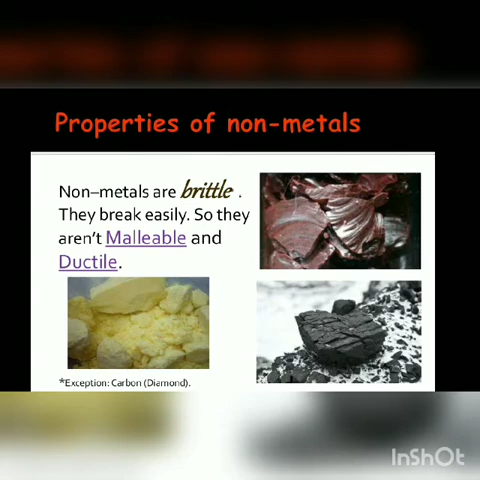 Properties of non-metals
Non–metals are brittle .
They break easily. So they
aren't Malleable and
Ductile.
*Exception: Carbon (Diamond).
InShOt